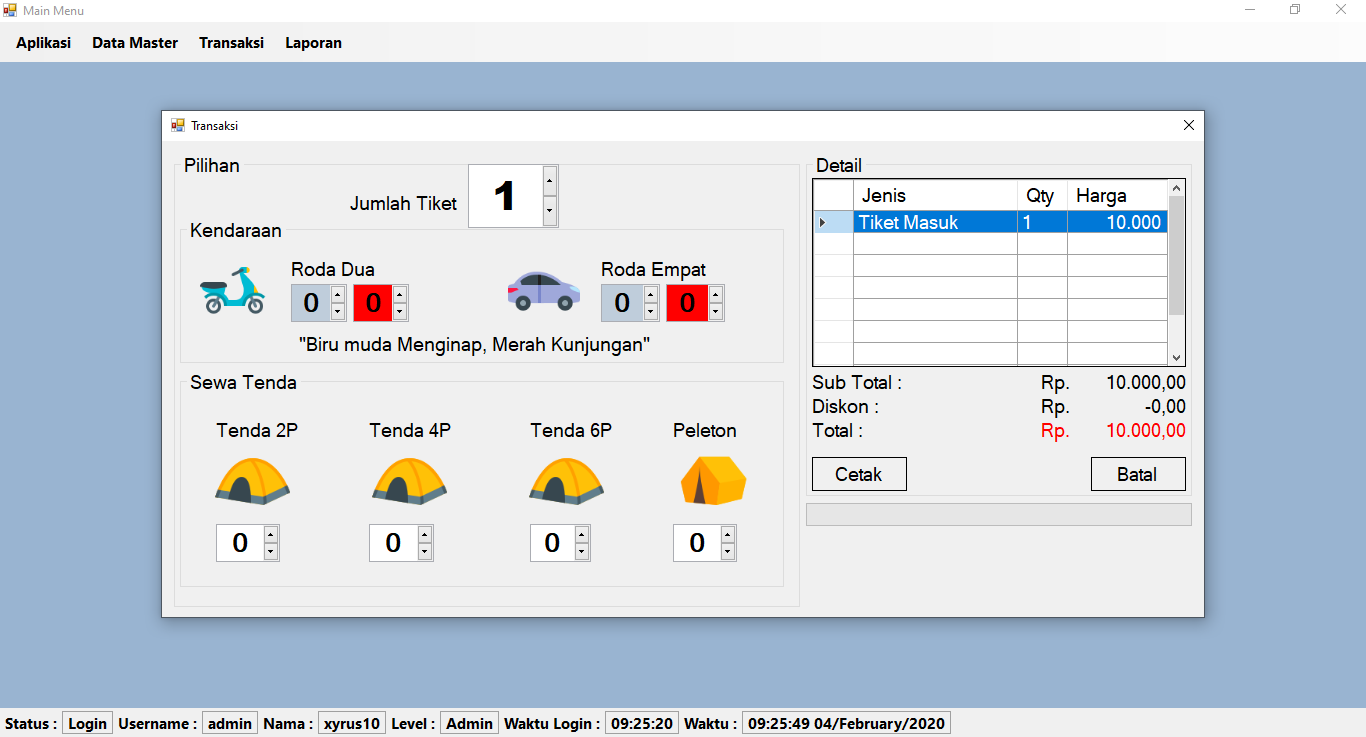 Main Menu
Aplikasi Data Master Transaksi Laporan
Transaksi
Pilihan
Jumlah Tiket 1
Kendaraan
Roda Dua
0 0
Roda Empat
0 0
"Biru muda Menginap, Merah Kunjungan"
Sewa Tenda
Tenda 2P Tenda 4P Tenda 6P Peleton
0 0 0 0
Detail
Jenis Qty Harga
Tiket Masuk 1 10.000
Sub Total : Rp. 10.000,00
Diskon : Rp. -0,00
Total : Rp. 10.000,00
Cetak Batal
Status : Login Username : admin Nama : xyrus10 Level : Admin Waktu Login : 09:25:20 Waktu : 09:25:49 04/February/2020